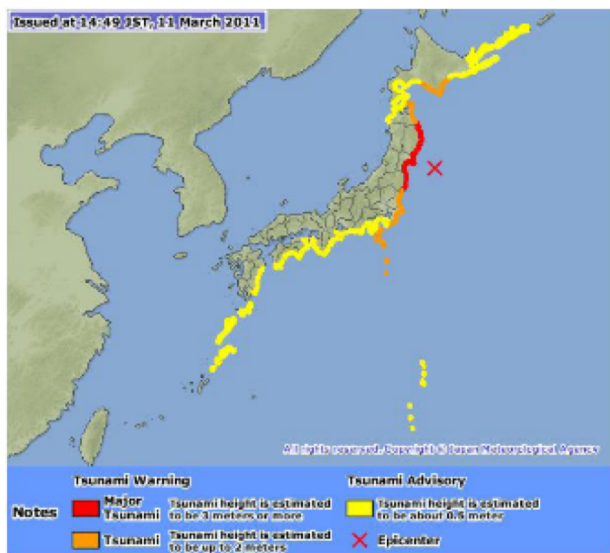 Issued at 14:49 JST, 11 March 2011
All rights reserved. Copyright © Japan Meteorological Agency
Notes
Tsunami Warning
Major Tsunami
Tsunami height is estimated
to be 3 meters or more
Tsunami
Tsunami height is estimated
to be up to 2 meters
Tsunami Advisory
Tsunami height is estimated
to be about 0.5 meter
Epicenter